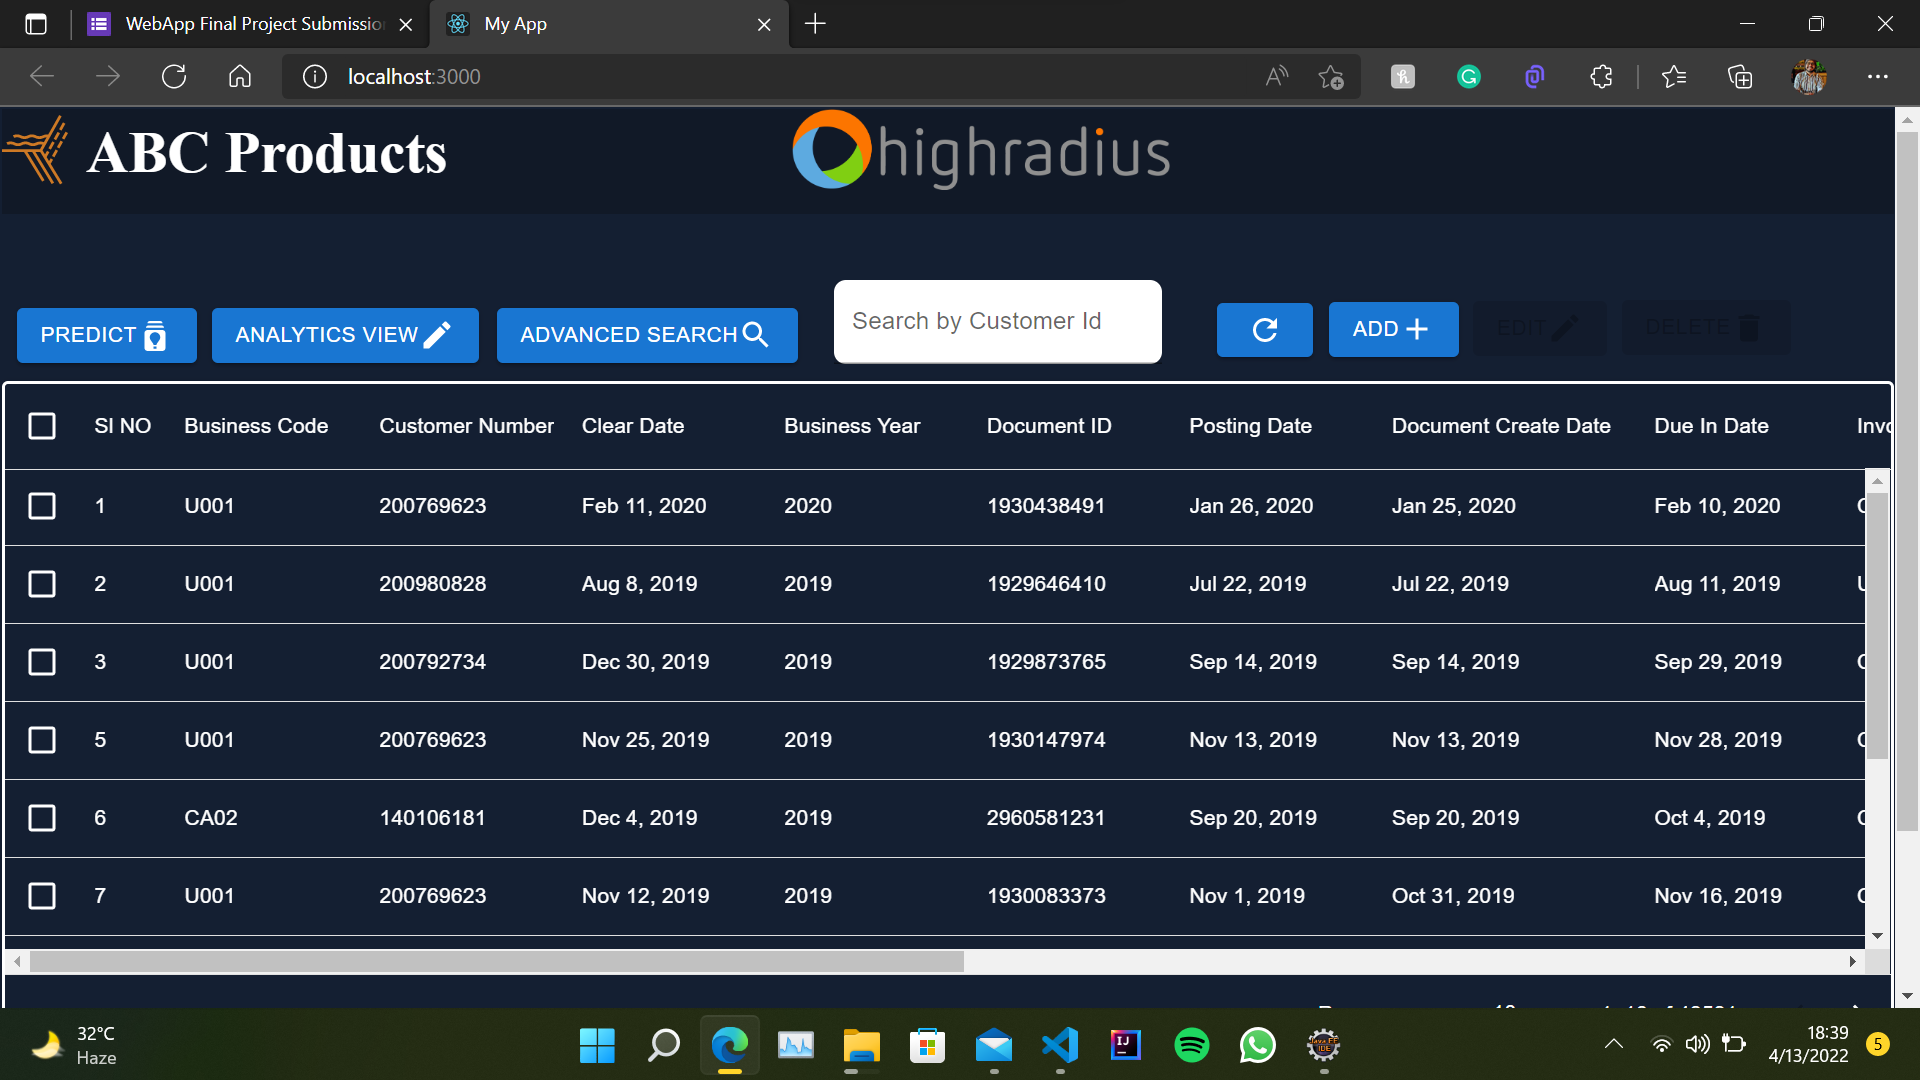 WebApp Final Project Submissio
My App
localhost:3000
ABC Products
highradius
PREDICT
ANALYTICS VIEW
ADVANCED SEARCH
Search by Customer Id
ADD
EDIT
DELETE
Sl NO Business Code Customer Number Clear Date Business Year Document ID Posting Date Document Create Date Due In Date Invo
1 U001 200769623 Feb 11, 2020 2020 1930438491 Jan 26, 2020 Jan 25, 2020 Feb 10, 2020
2 U001 200980828 Aug 8, 2019 2019 1929646410 Jul 22, 2019 Jul 22, 2019 Aug 11, 2019
3 U001 200792734 Dec 30, 2019 2019 1929873765 Sep 14, 2019 Sep 14, 2019 Sep 29, 2019
5 U001 200769623 Nov 25, 2019 2019 1930147974 Nov 13, 2019 Nov 13, 2019 Nov 28, 2019
6 CA02 140106181 Dec 4, 2019 2019 2960581231 Sep 20, 2019 Sep 20, 2019 Oct 4, 2019
7 U001 200769623 Nov 12, 2019 2019 1930083373 Nov 1, 2019 Oct 31, 2019 Nov 16, 2019
32°C
Haze
18:39
4/13/2022
5